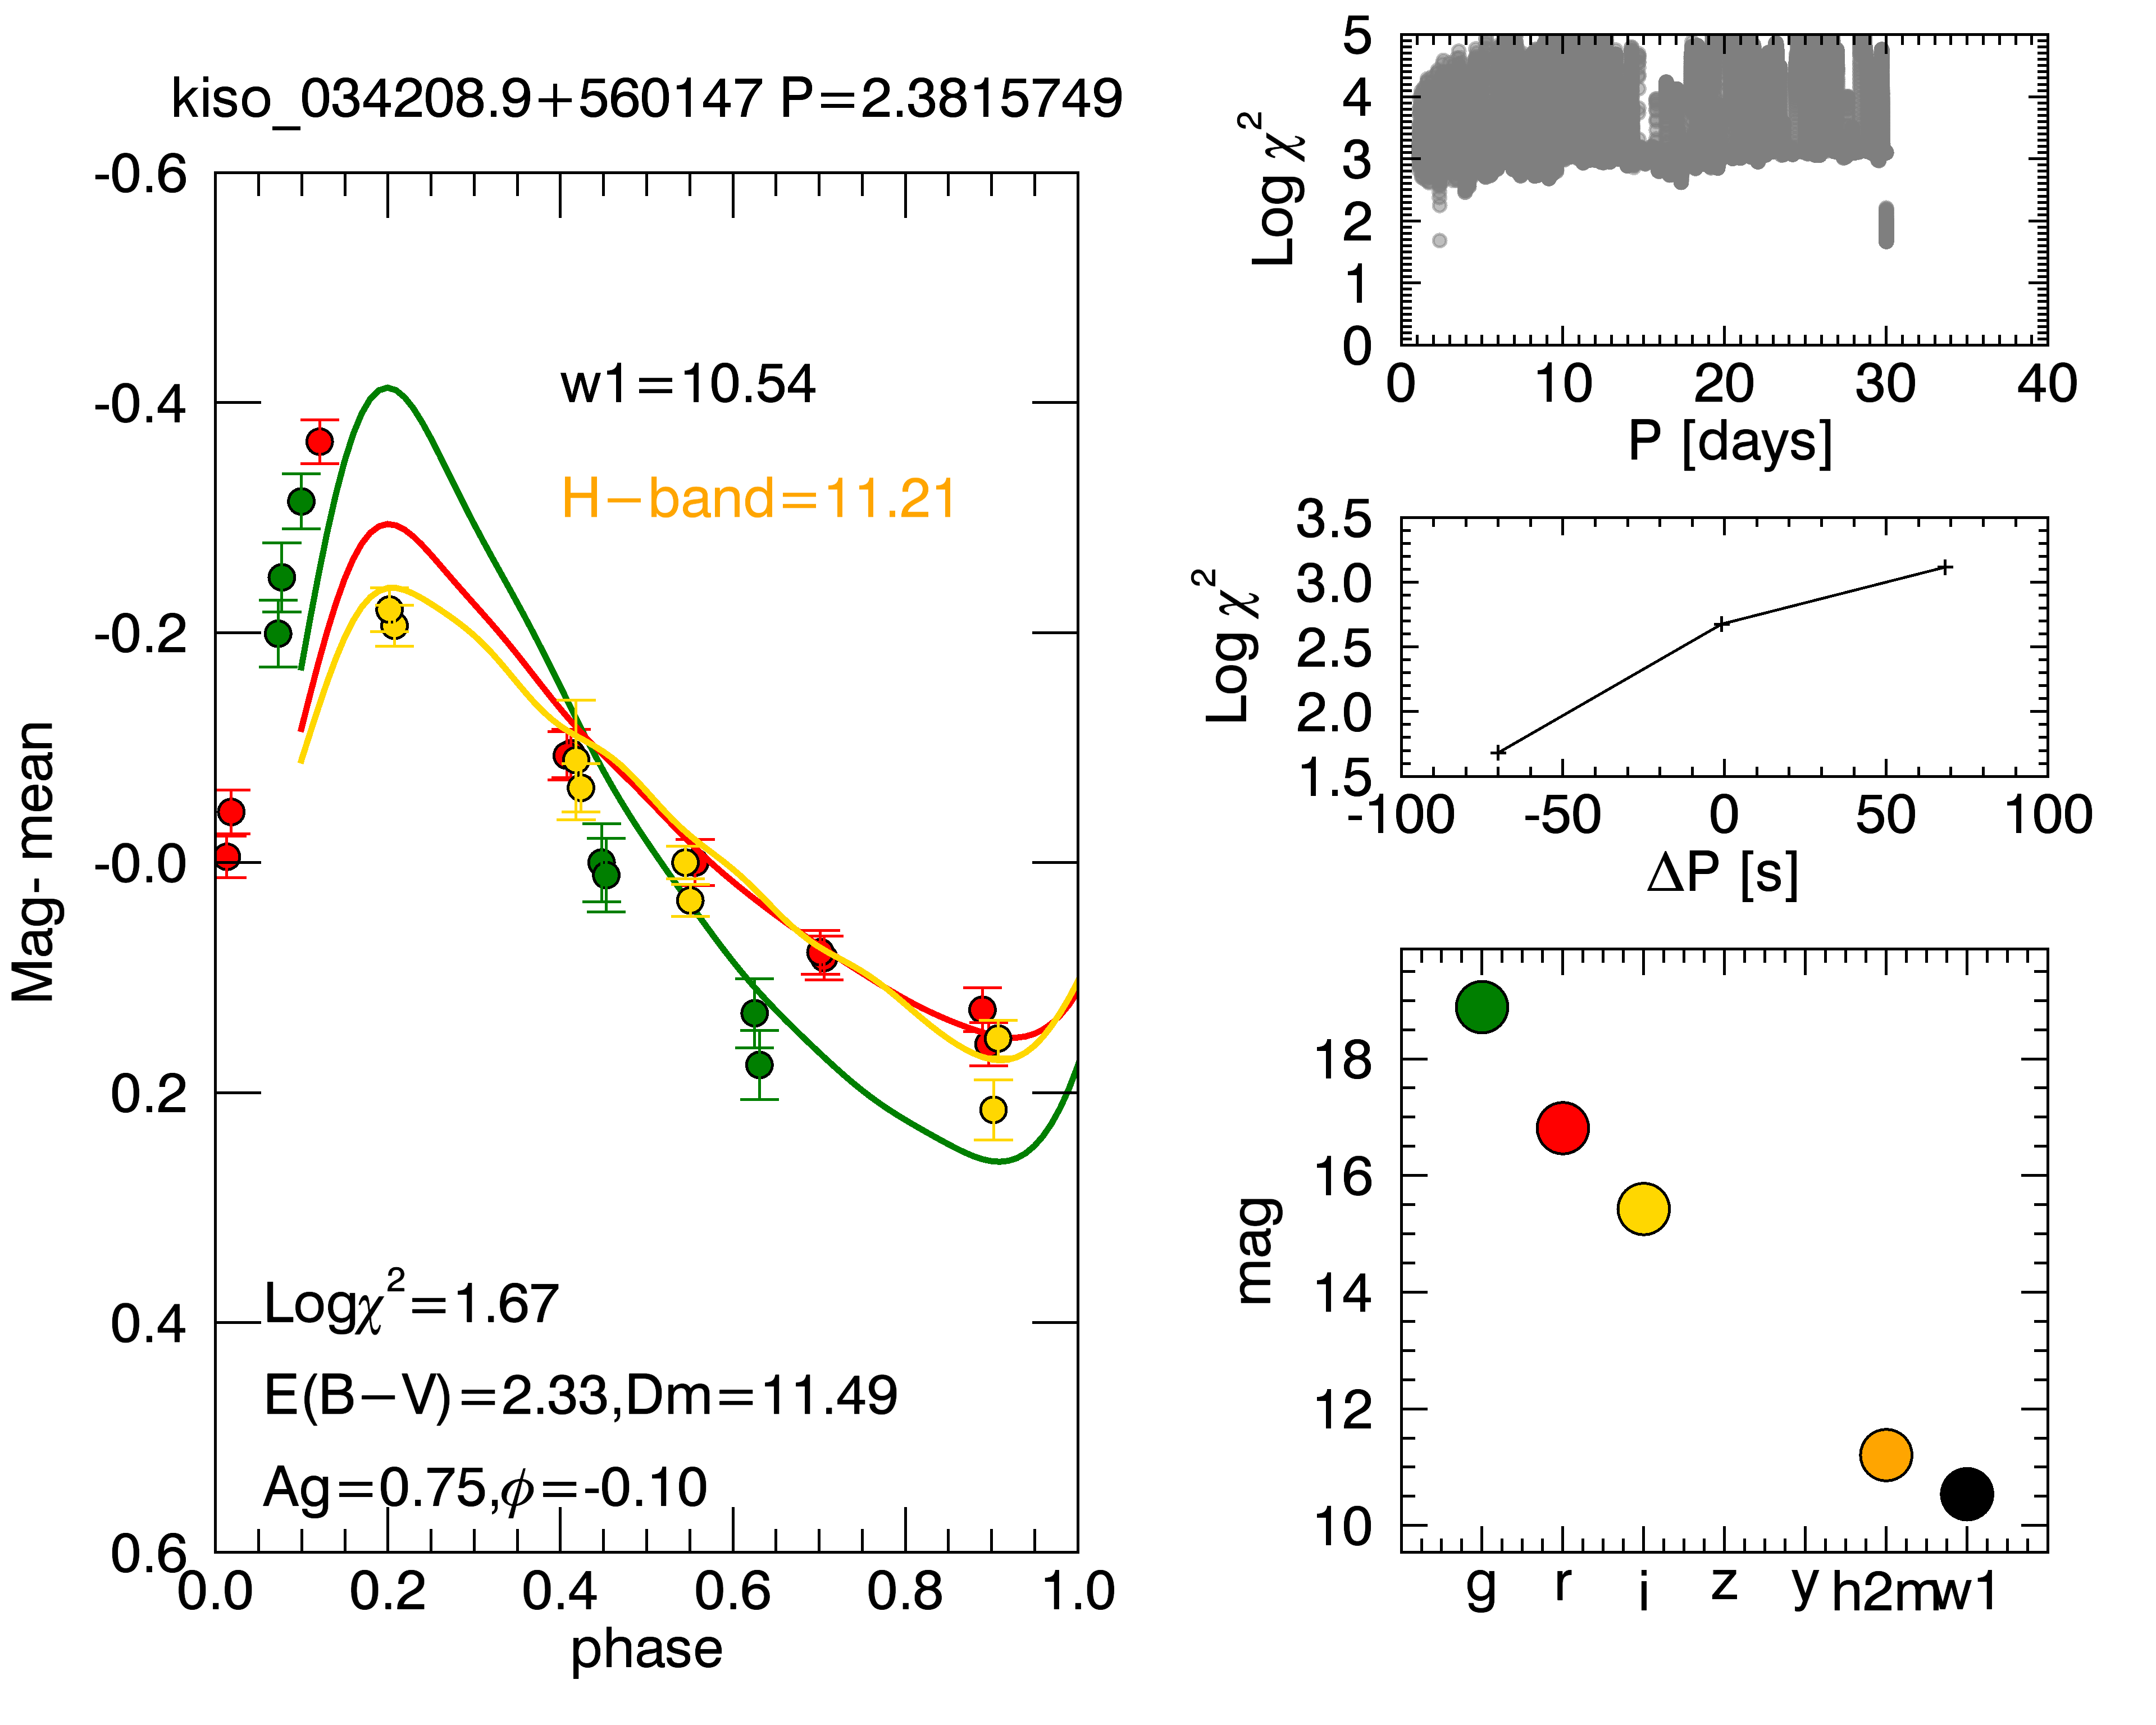 kiso_034208.9+560147 P=2.3815749
-0.6
-0.4
-0.2
-0.0
0.2
0.4
0.6
Mag- mean
w1=10.54
H-band=11.21
Logχ²=1.67
E(B-V)=2.33,Dm=11.49
Ag=0.75,ϕ=-0.10
0.0 0.2 0.4 0.6 0.8 1.0
phase
5
4
3
2
1
0
Log χ²
0 10 20 30 40
P [days]
3.5
3.0
2.5
2.0
1.5
Log χ²
-100 -50 0 50 100
ΔP [s]
18
16
14
12
10
mag
g r i z y h2m w1